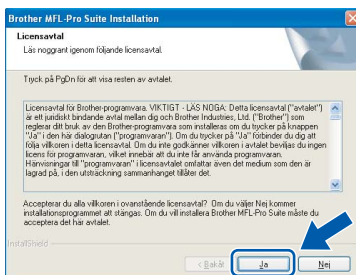 Brother MFL-Pro Suite Installation
Licensavtal
Läs noggrant igenom följande licensavtal.
Tryck på PgDn för att visa resten av avtalet.
Licensavtal för Brother-programvara. VIKTIGT - LÄS NOGA: Detta licensavtal ("avtalet")
är ett juridiskt bindande avtal mellan dig och Brother Industries, Ltd. ("Brother") som
reglerar ditt bruk av den Brother-programvara som installeras om du trycker på knappen
"Ja" i den här dialogrutan ("programvaran"). Om du trycker på "Ja" förbinder du dig att
följa villkoren i detta licensavtal. Om du inte godkänner villkoren i avtalet beviljas du ingen
licens för programvaran, vilket innebär att du inte får använda programvaran.
Hänvisningar till "programvaran" i licensavtalet omfattar även det medium som den är
lagrad på, i den utsträckning sammanhanget tillåter det.
Accepterar du alla villkoren i ovanstående licensavtal? Om du väljer Nej kommer
installationsprogrammet att stängas. Om du vill installera Brother MFL-Pro Suite måste du
acceptera det här avtalet.
InstallShield
< Bakåt
Ja
Nej